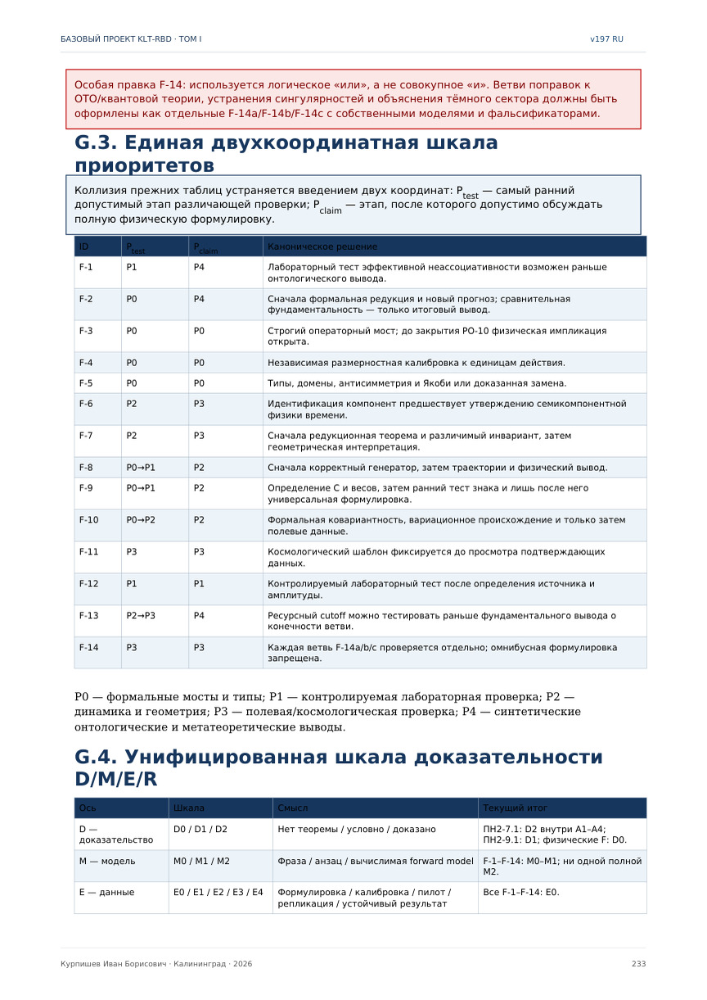 БАЗОВЫЙ ПРОЕКТ KLT-RBD · ТОМ I
v197 RU
Особая правка F-14: используется логическое «или», а не совокупное «и». Ветви поправок к
ОТО/квантовой теории, устранения сингулярностей и объяснения тёмного сектора должны быть
оформлены как отдельные F-14a/F-14b/F-14c с собственными моделями и фальсификаторами.
G.3. Единая двухкоординатная шкала
приоритетов
Коллизия прежних таблиц устраняется введением двух координат: P_test — самый ранний
допустимый этап различающей проверки; P_claim — этап, после которого допустимо обсуждать
полную физическую формулировку.
ID P_test P_claim Каноническое решение
F-1 P1 P4 Лабораторный тест эффективной неассоциативности возможен раньше
онтологического вывода.
F-2 P0 P4 Сначала формальная редукция и новый прогноз; сравнительная
фундаментальность — только итоговый вывод.
F-3 P0 P0 Строгий операторный мост; до закрытия PO-10 физическая импликация
открыта.
F-4 P0 P0 Независимая размерностная калибровка к единицам действия.
F-5 P0 P0 Типы, домены, антисимметрия и Якоби или доказанная замена.
F-6 P2 P3 Идентификация компонент предшествует утверждению семикомпонентной
физики времени.
F-7 P2 P3 Сначала редукционная теорема и различимый инвариант, затем
геометрическая интерпретация.
F-8 P0→P1 P2 Сначала корректный генератор, затем траектории и физический вывод.
F-9 P0→P1 P2 Определение C и весов, затем ранний тест знака и лишь после него
универсальная формулировка.
F-10 P0→P2 P2 Формальная ковариантность, вариационное происхождение и только затем
полевые данные.
F-11 P3 P3 Космологический шаблон фиксируется до просмотра подтверждающих
данных.
F-12 P1 P1 Контролируемый лабораторный тест после определения источника и
амплитуды.
F-13 P2→P3 P4 Ресурсный cutoff можно тестировать раньше фундаментального вывода о
конечности ветви.
F-14 P3 P3 Каждая ветвь F-14a/b/c проверяется отдельно; омнибусная формулировка
запрещена.
P0 — формальные мосты и типы; P1 — контролируемая лабораторная проверка; P2 —
динамика и геометрия; P3 — полевая/космологическая проверка; P4 — синтетические
онтологические и метатеоретические выводы.
G.4. Унифицированная шкала доказательности
D/M/E/R
Ось Шкала Смысл Текущий итог
D —
доказательство
D0 / D1 / D2
Нет теоремы / условно / доказано
ПН2-7.1: D2 внутри A1–A4;
ПН2-9.1: D1; физические F: D0.
M — модель M0 / M1 / M2 Фраза / анзац / вычислимая forward model F-1–F-14: M0–M1; ни одной полной
M2.
E — данные E0 / E1 / E2 / E3 / E4 Формулировка / калибровка / пилот /
репликация / устойчивый результат
Все F-1–F-14: E0.
Курпишев Иван Борисович · Калининград · 2026
233